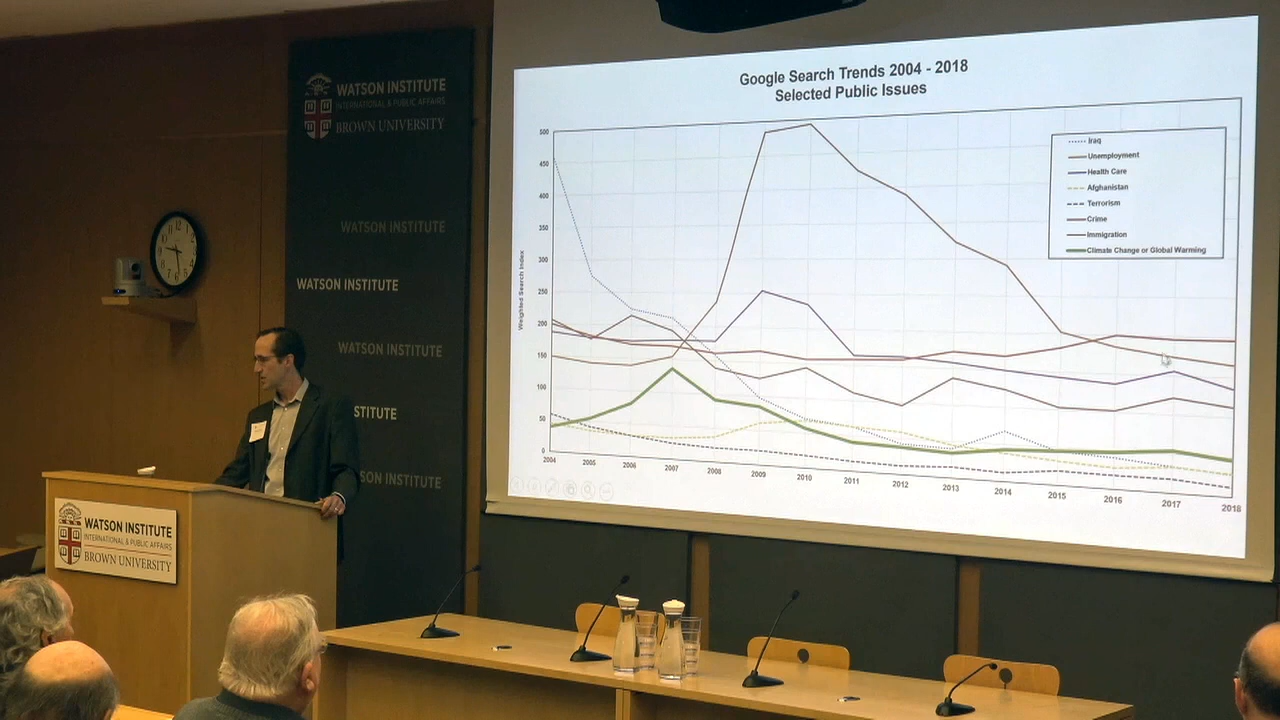 WATSON INSTITUTE
INTERNATIONAL & PUBLIC AFFAIRS
BROWN UNIVERSITY
WATSON INSTITUTE
WATSON INSTITUTE
WATSON INSTITUTE
STITUTE
SON INSTITUTE
WATSON INSTITUTE
INTERNATIONAL & PUBLIC AFFAIRS
BROWN UNIVERSITY
Google Search Trends 2004 - 2018
Selected Public Issues
Weighted Search Index
500
450
400
350
300
250
200
150
100
50
0
2004 2005 2006 2007 2008 2009 2010 2011 2012 2013 2014 2015 2016 2017 2018
Iraq
Unemployment
Health Care
Afghanistan
Terrorism
Crime
Immigration
Climate Change or Global Warming